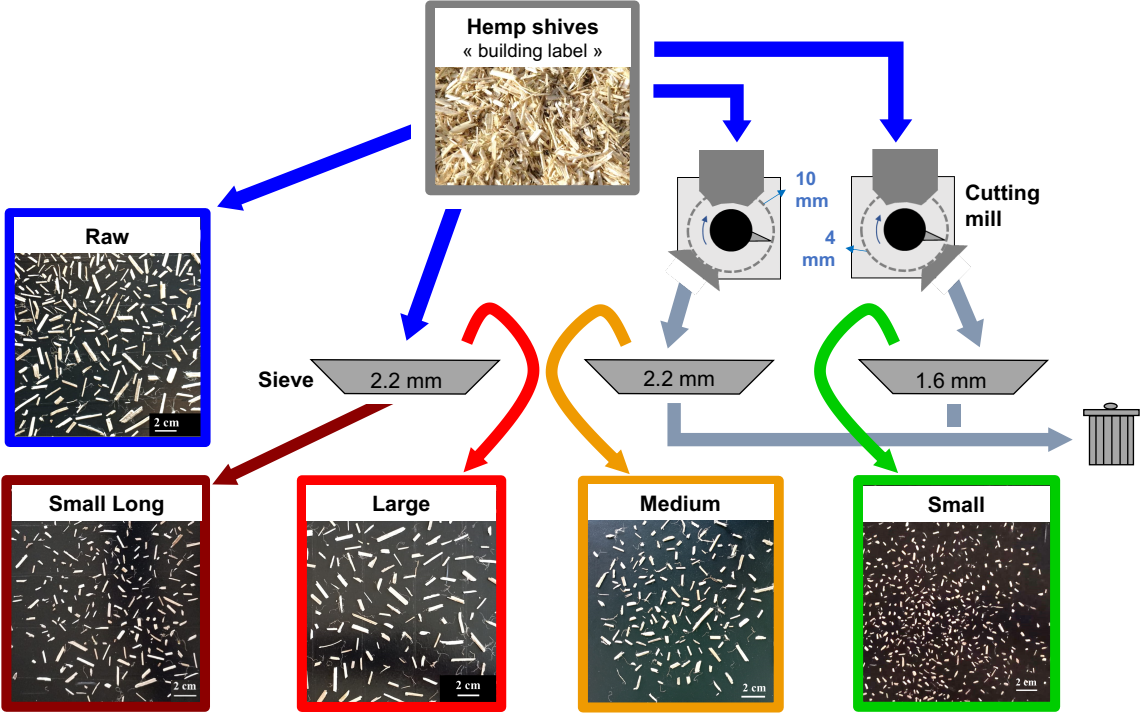 Hemp shives
« building label »
10
mm
Cutting
mill
4
mm
Raw
2 cm
Sieve
2.2 mm
2.2 mm
1.6 mm
Small Long
Large
Medium
Small
2 cm
2 cm
2 cm
2 cm